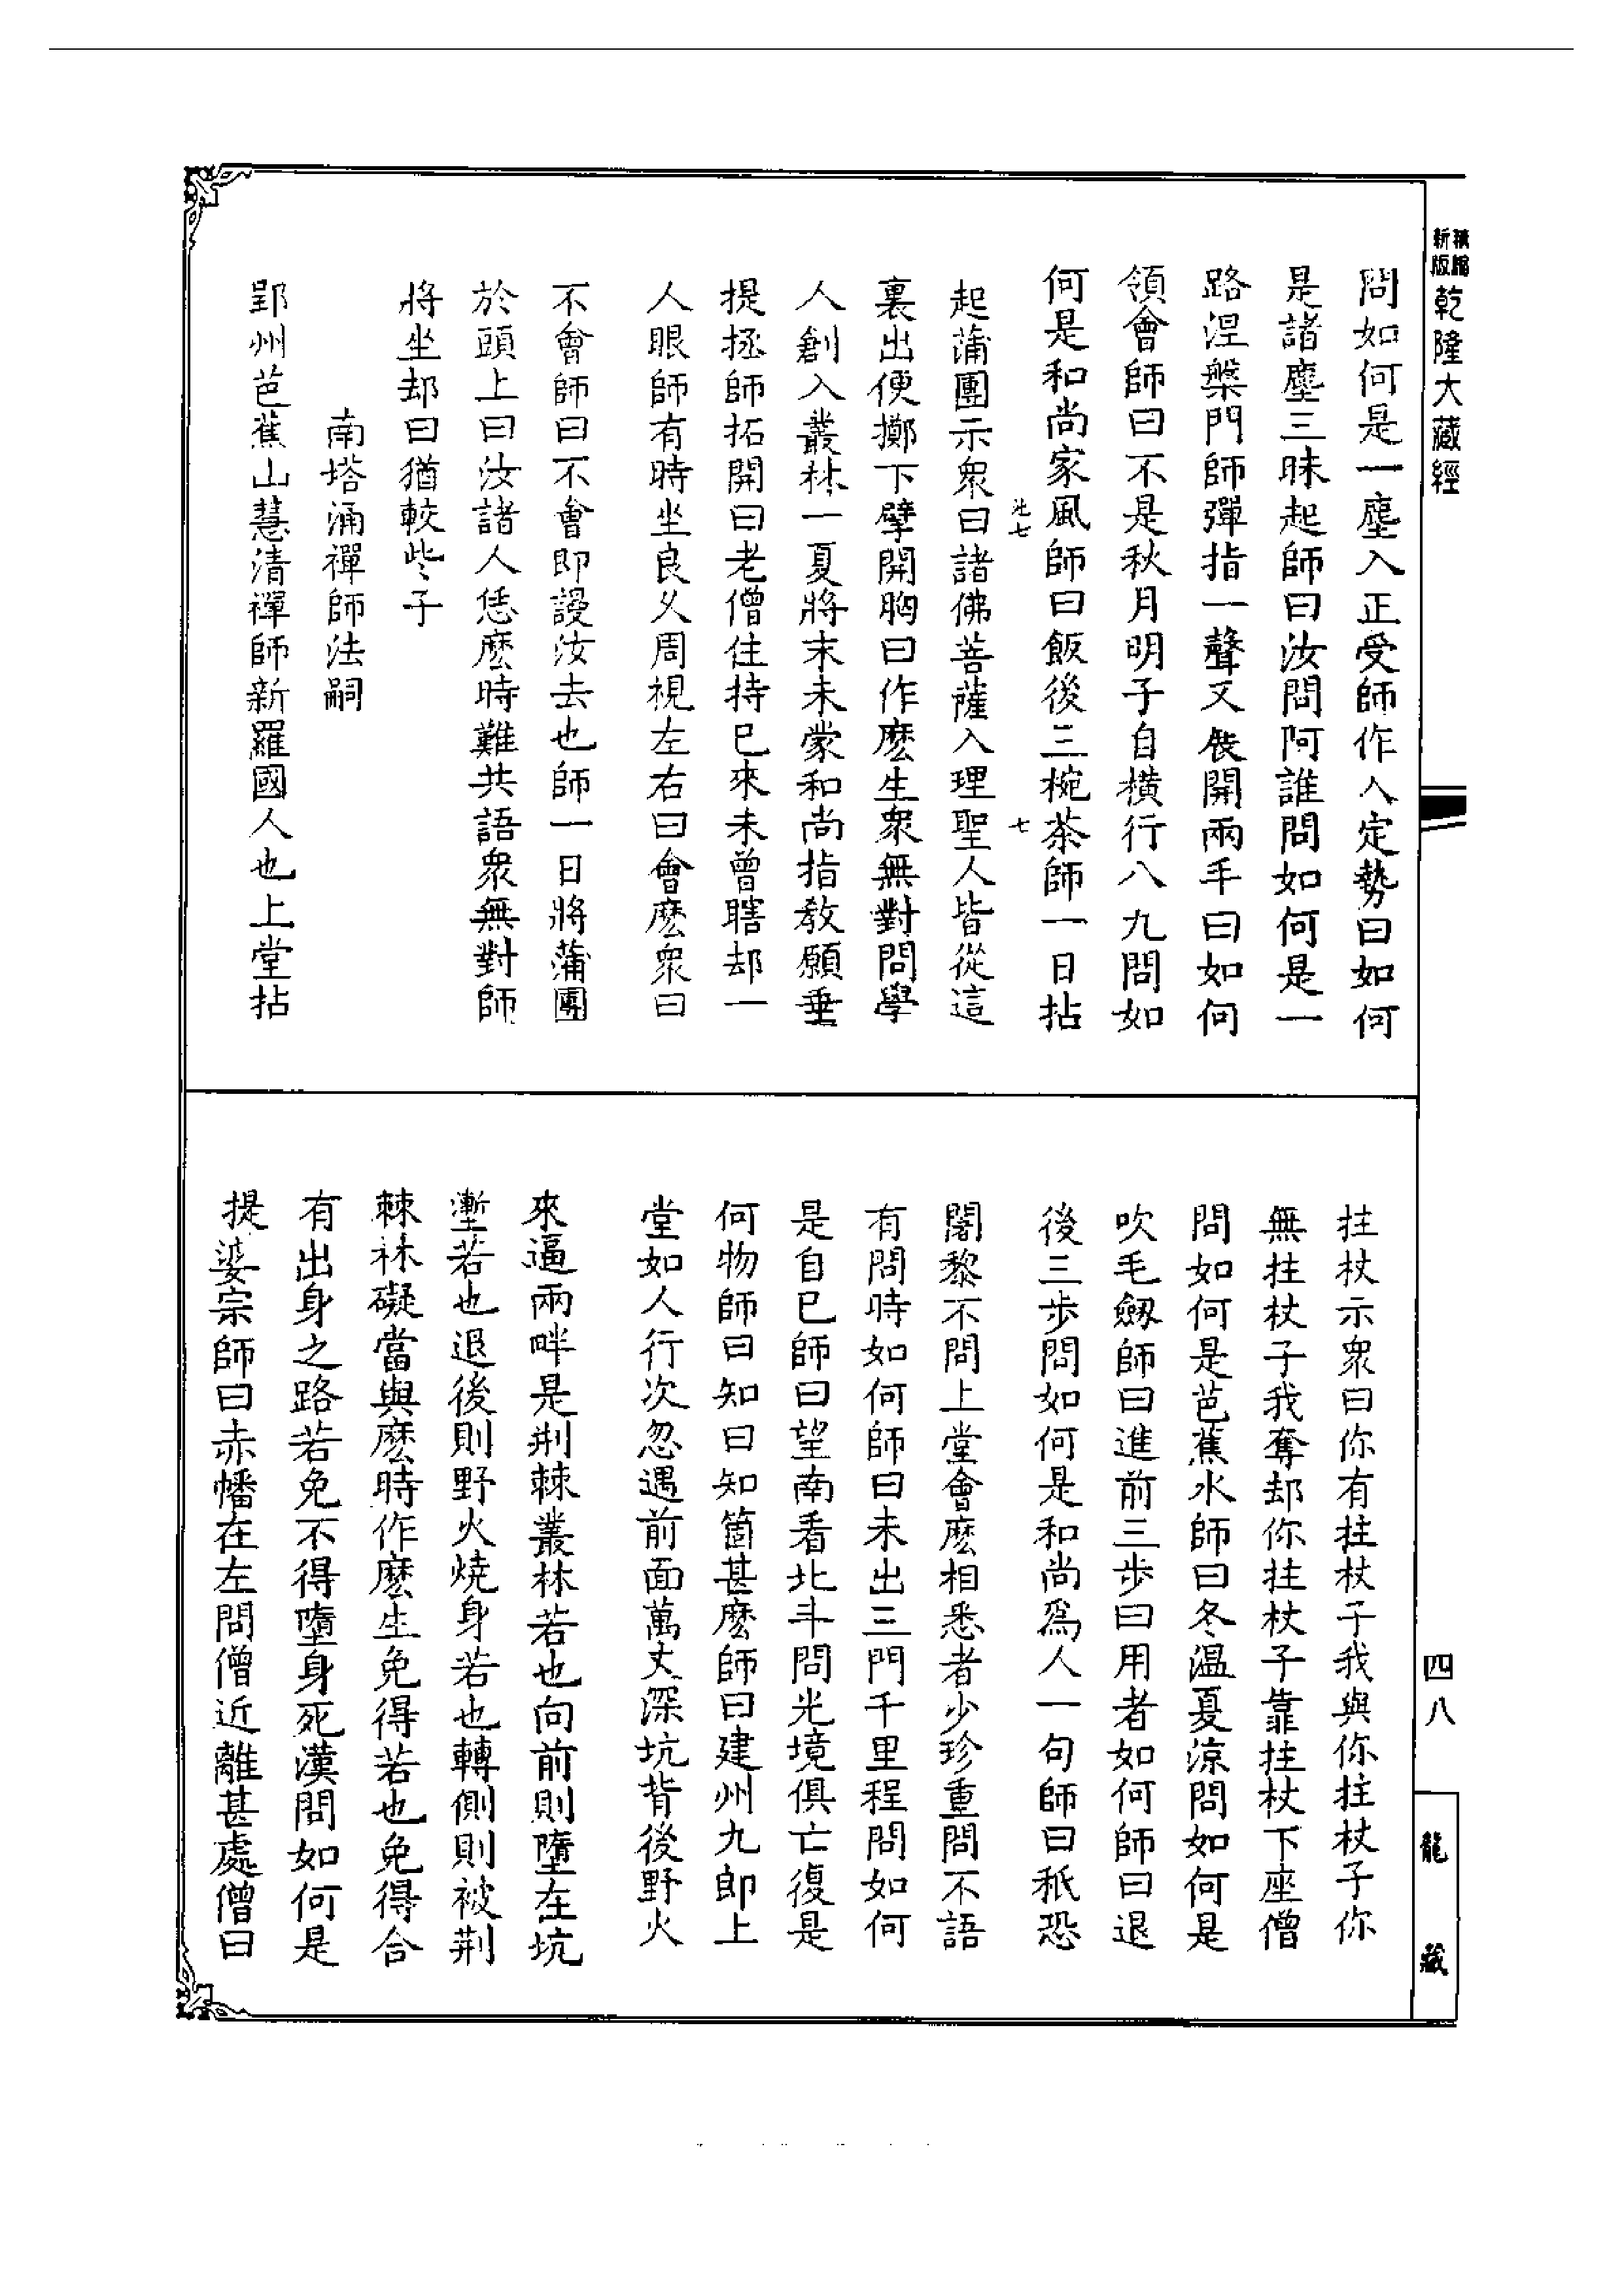 新版
乾隆大藏經
問如何是一塵入正受師作入定勢曰如何
是諸塵三昧起師曰汝問阿誰問如何是一
路涅槃門師彈指一聲又展開兩手曰如何
領會師曰不是秋月明子自橫行八九問如
何是和尚家風師曰飯後三椀茶師一日拈
七
七
起蒲團示衆曰諸佛菩薩入理聖人皆從這
裏出便擲下擘開胸曰作麽生衆無對問學
人創入叢林一夏將末未蒙和尚指教願垂
提拯師拓開曰老僧住持已來未曾瞎却一
人眼師有時坐良乆周視左右曰會麽衆曰
不會師曰不會即謾汝去也師一日將蒲團
於頭上曰汝諸人恁麽時難共語衆無對師
將坐却曰猶較些子
南塔涌禪師法嗣
郢州芭蕉山慧清禪師新羅國人也上堂拈
拄杖示衆曰你有拄杖子我與你拄杖子你
無拄杖子我奪却你拄杖子靠拄杖下座僧
問如何是芭蕉水師曰冬溫夏涼問如何是
吹毛劔師曰進前三步曰用者如何師曰退
後三步問如何是和尚爲人一句師曰秖恐
闍黎不問上堂會麽相悉者少珍重問不語
有問時如何師曰未出三門千里程問如何
是自已師曰望南看北斗問光境俱亡復是
何物師曰知曰知箇甚麽師曰建州九郎上
堂如人行次忽遇前面萬丈深坑背後野火
來逼兩畔是荆棘叢林若也向前則墮在坑
塹若也退後則野火燒身若也轉側則被荆
棘林礙當與麽時作麽生免得若也免得合
有出身之路若免不得墮身死漢問如何是
提婆宗師曰赤幡在左問僧近離甚處僧曰
四八
龍藏